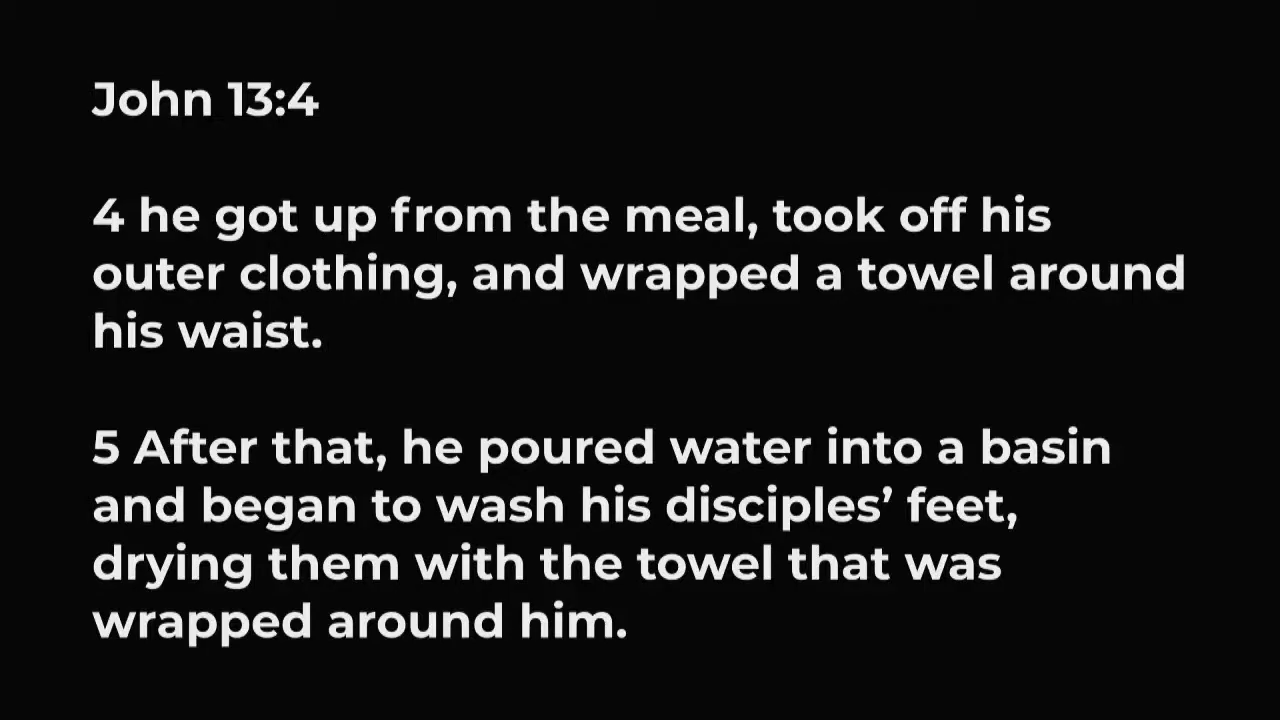 John 13:4
4 he got up from the meal, took off his
outer clothing, and wrapped a towel around
his waist.
5 After that, he poured water into a basin
and began to wash his disciples’ feet,
drying them with the towel that was
wrapped around him.